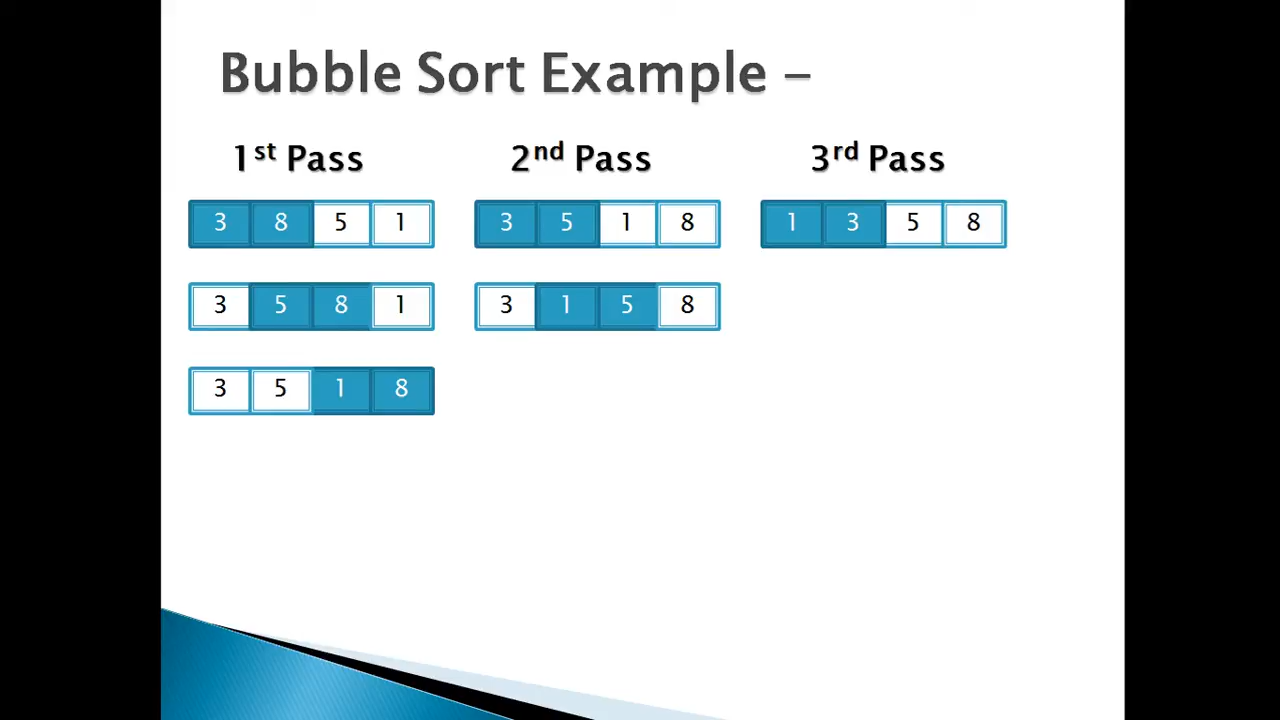 Bubble Sort Example –
1st Pass 2nd Pass 3rd Pass
3 8 5 1 3 5 1 8 1 3 5 8
3 5 8 1 3 1 5 8
3 5 1 8